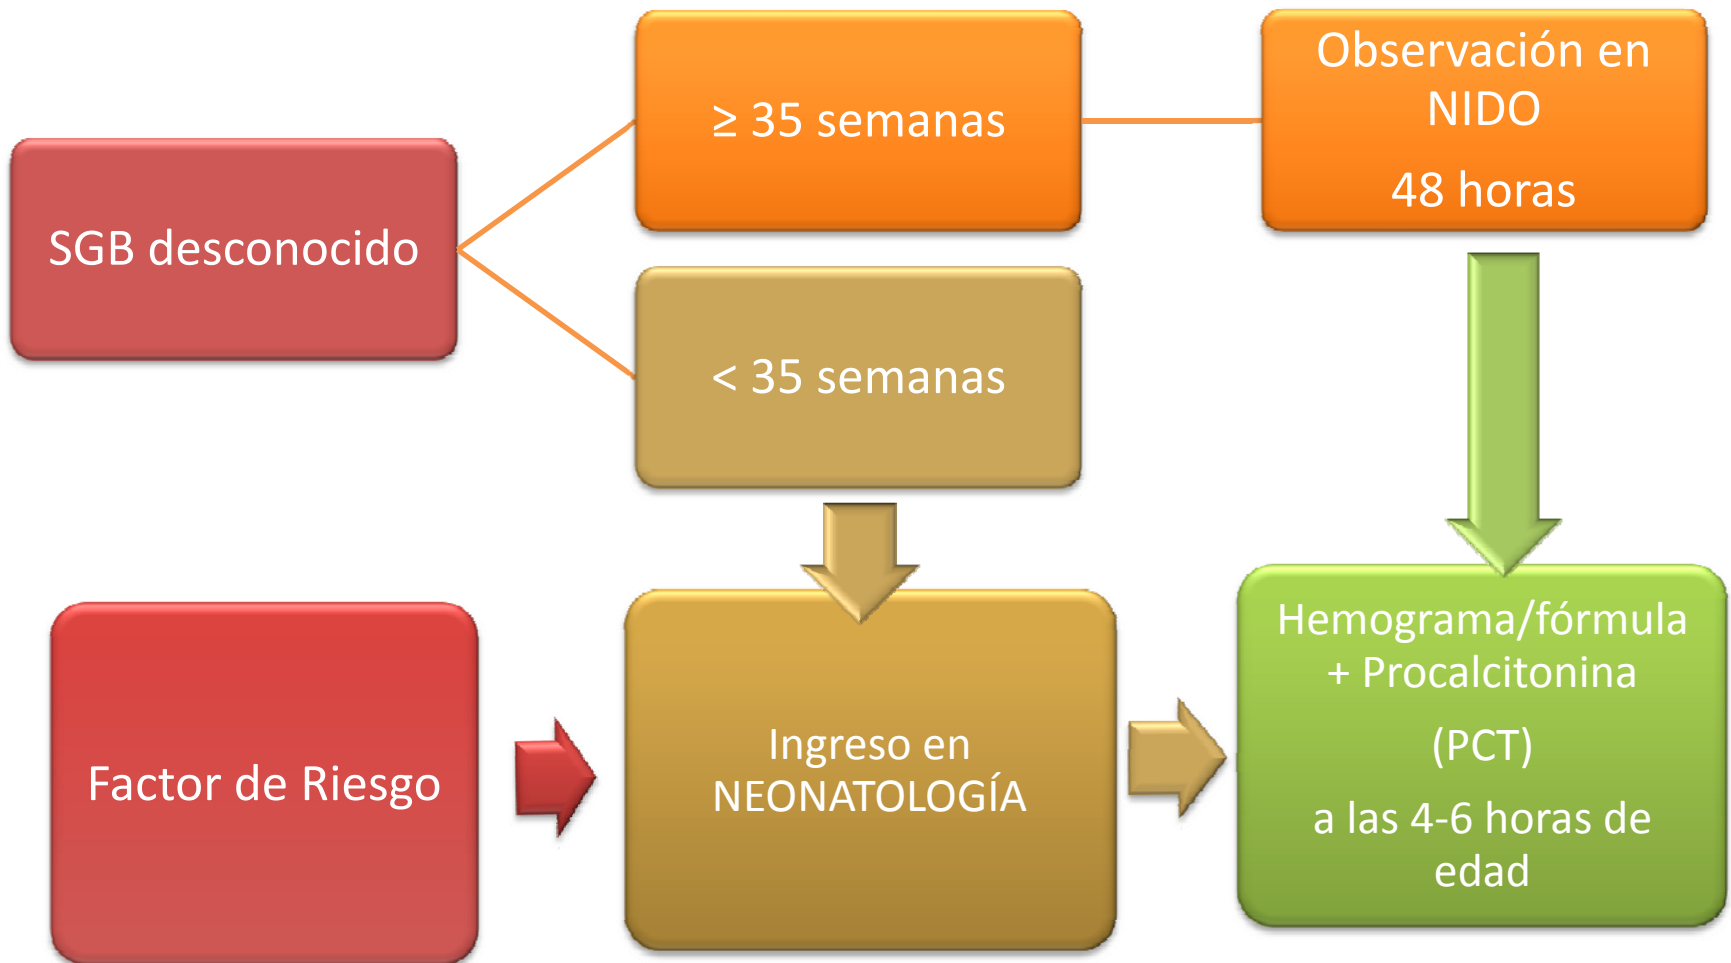 SGB desconocido
≥ 35 semanas
Observación en
NIDO
48 horas
< 35 semanas
Factor de Riesgo
Ingreso en
NEONATOLOGÍA
Hemograma/fórmula
+ Procalcitonina
(PCT)
a las 4-6 horas de
edad